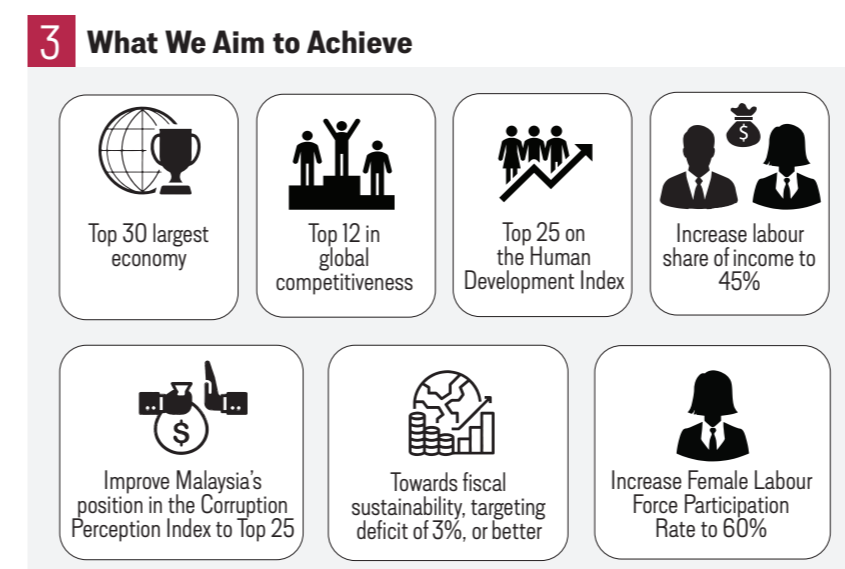 3 What We Aim to Achieve
Top 30 largest
economy
Top 12 in
global
competitiveness
Top 25 on
the Human
Development Index
$
Increase labour
share of income to
45%
$
Improve Malaysia's
position in the Corruption
Perception Index to Top 25
Towards fiscal
sustainability, targeting
deficit of 3%, or better
Increase Female Labour
Force Participation
Rate to 60%